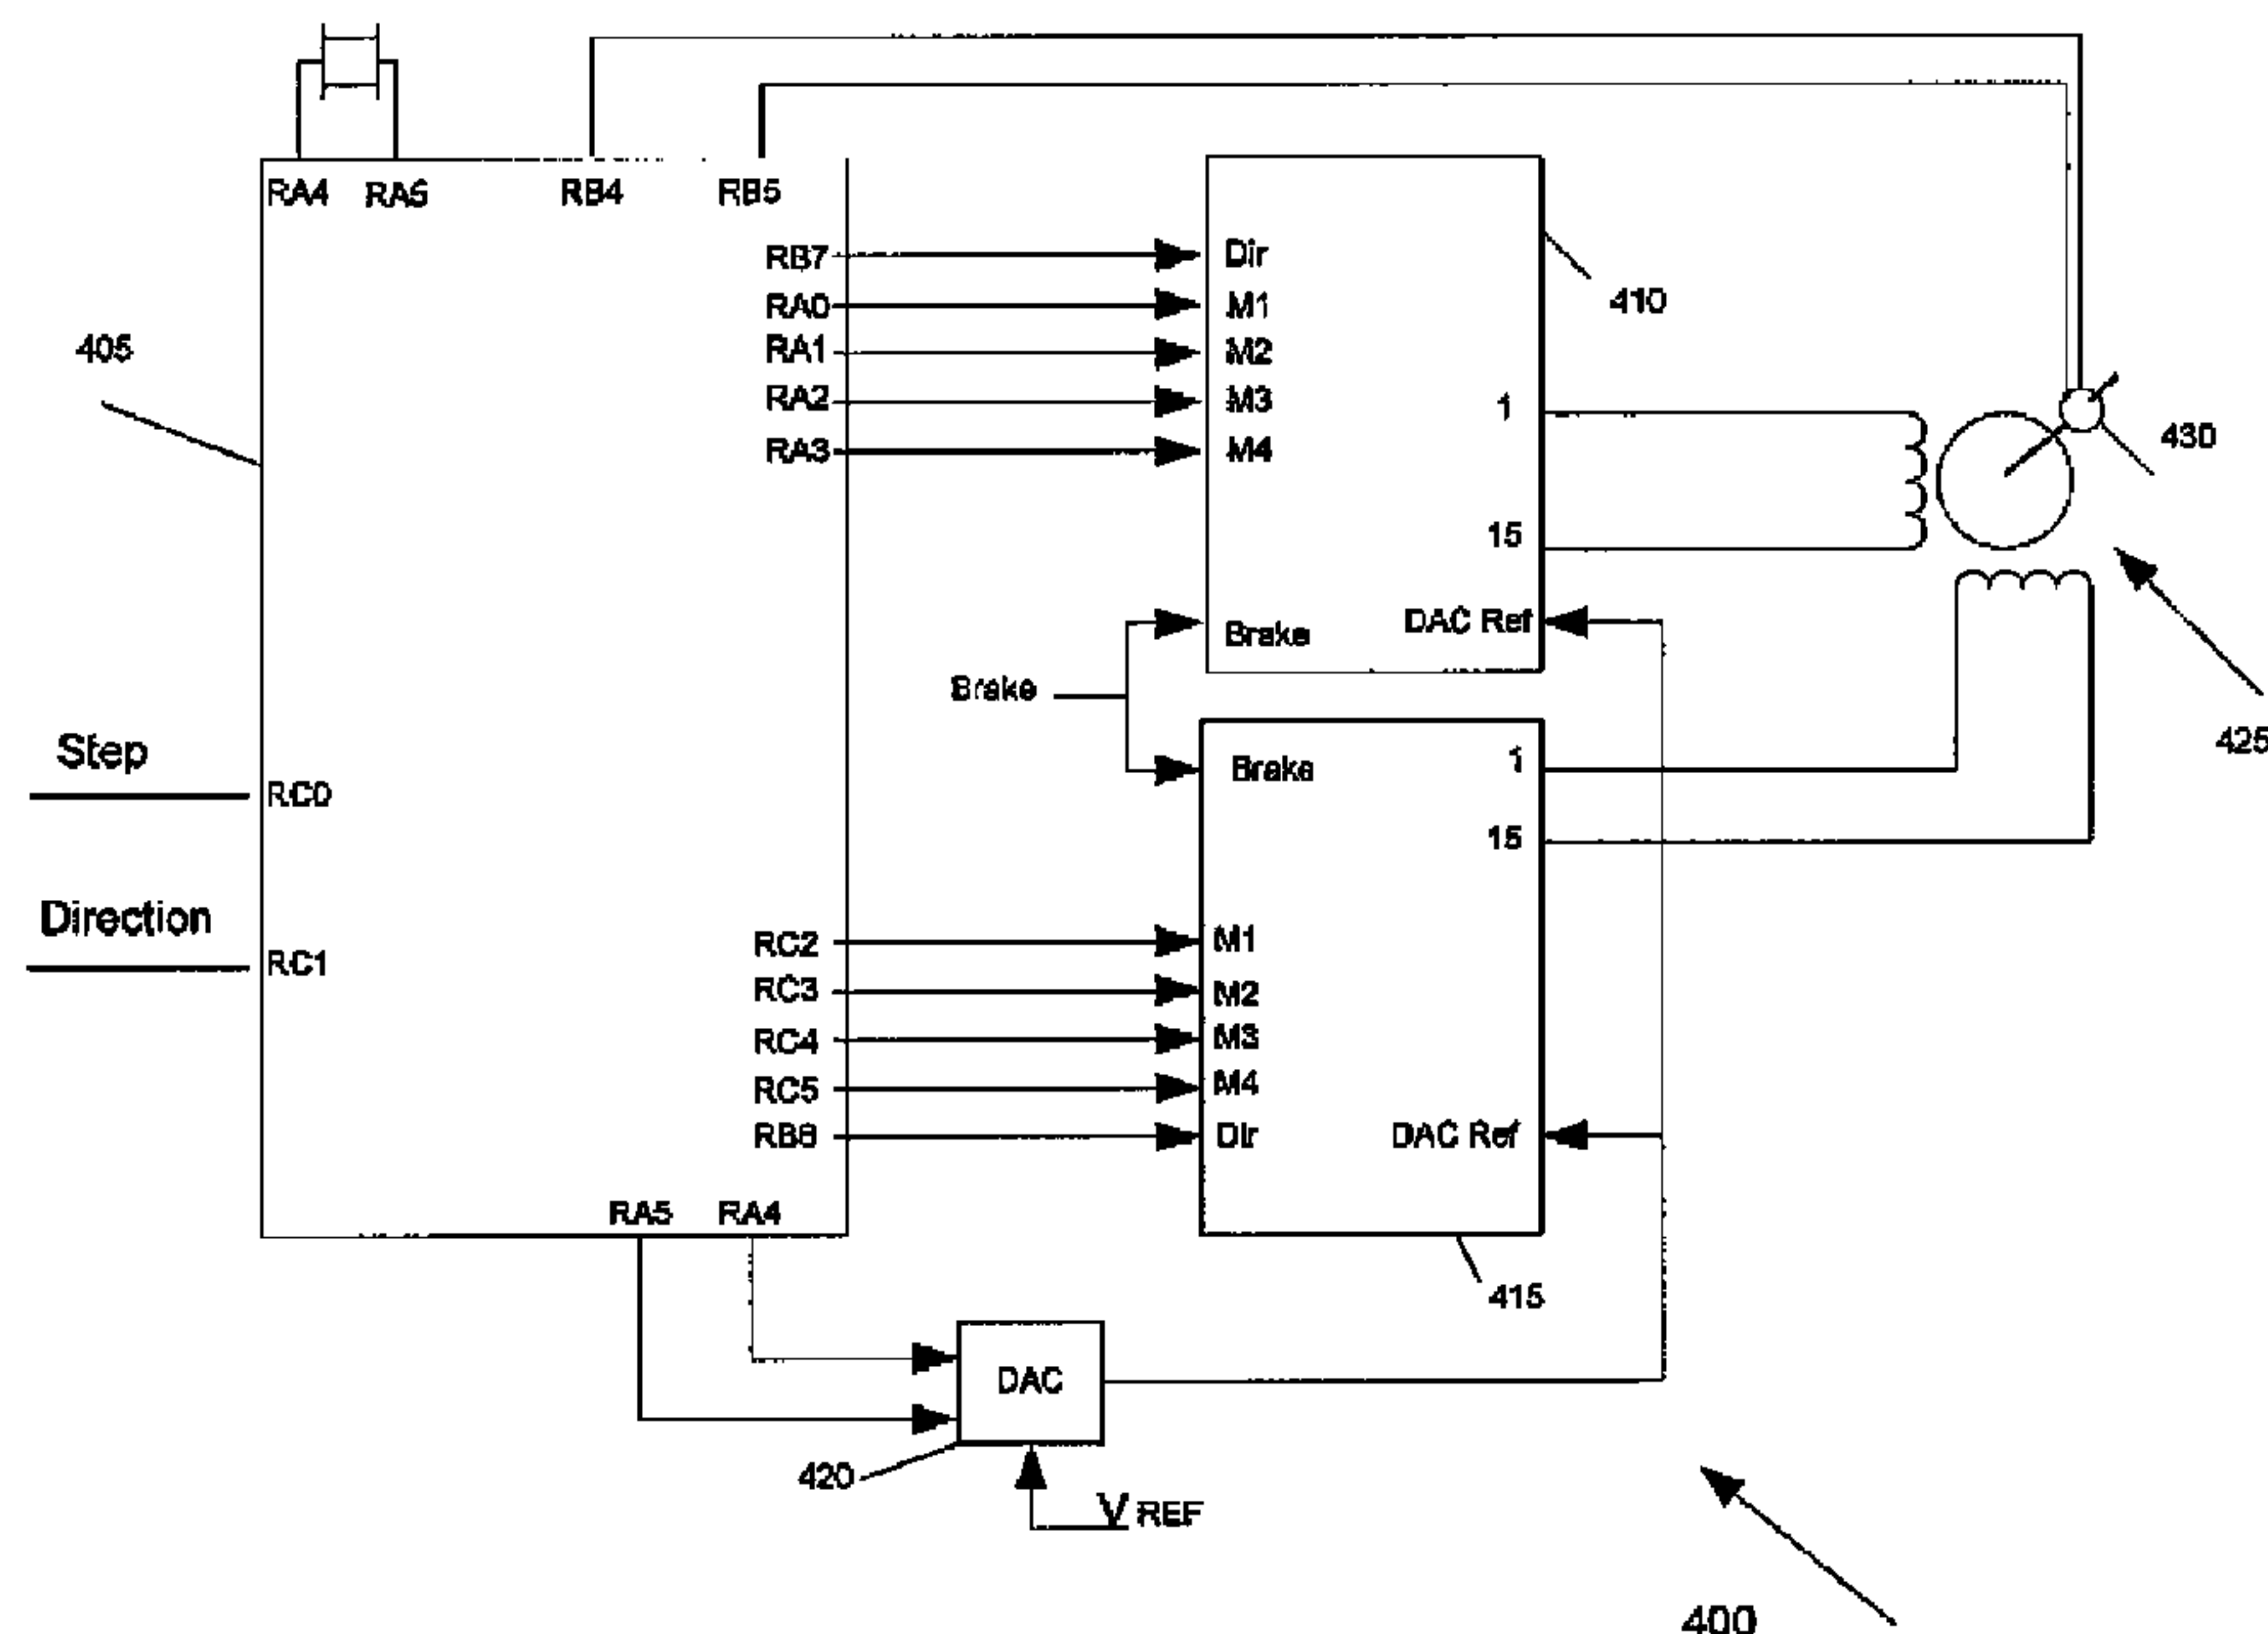 RA4 RA5 RB4 RB5
RB7 Dir
RA0 M1
RA1 M2
RA2 M3
RA3 M4
405
410
1
430
15
DAC Ref
Brake
Brake
Brake 1
15
425
Step
RC0
Direction
RC1
RC2 M1
RC3 M2
RC4 M3
RC5 M4
RB6 Dir DAC Ref
RA5 RA4
415
DAC
420
V REF
400